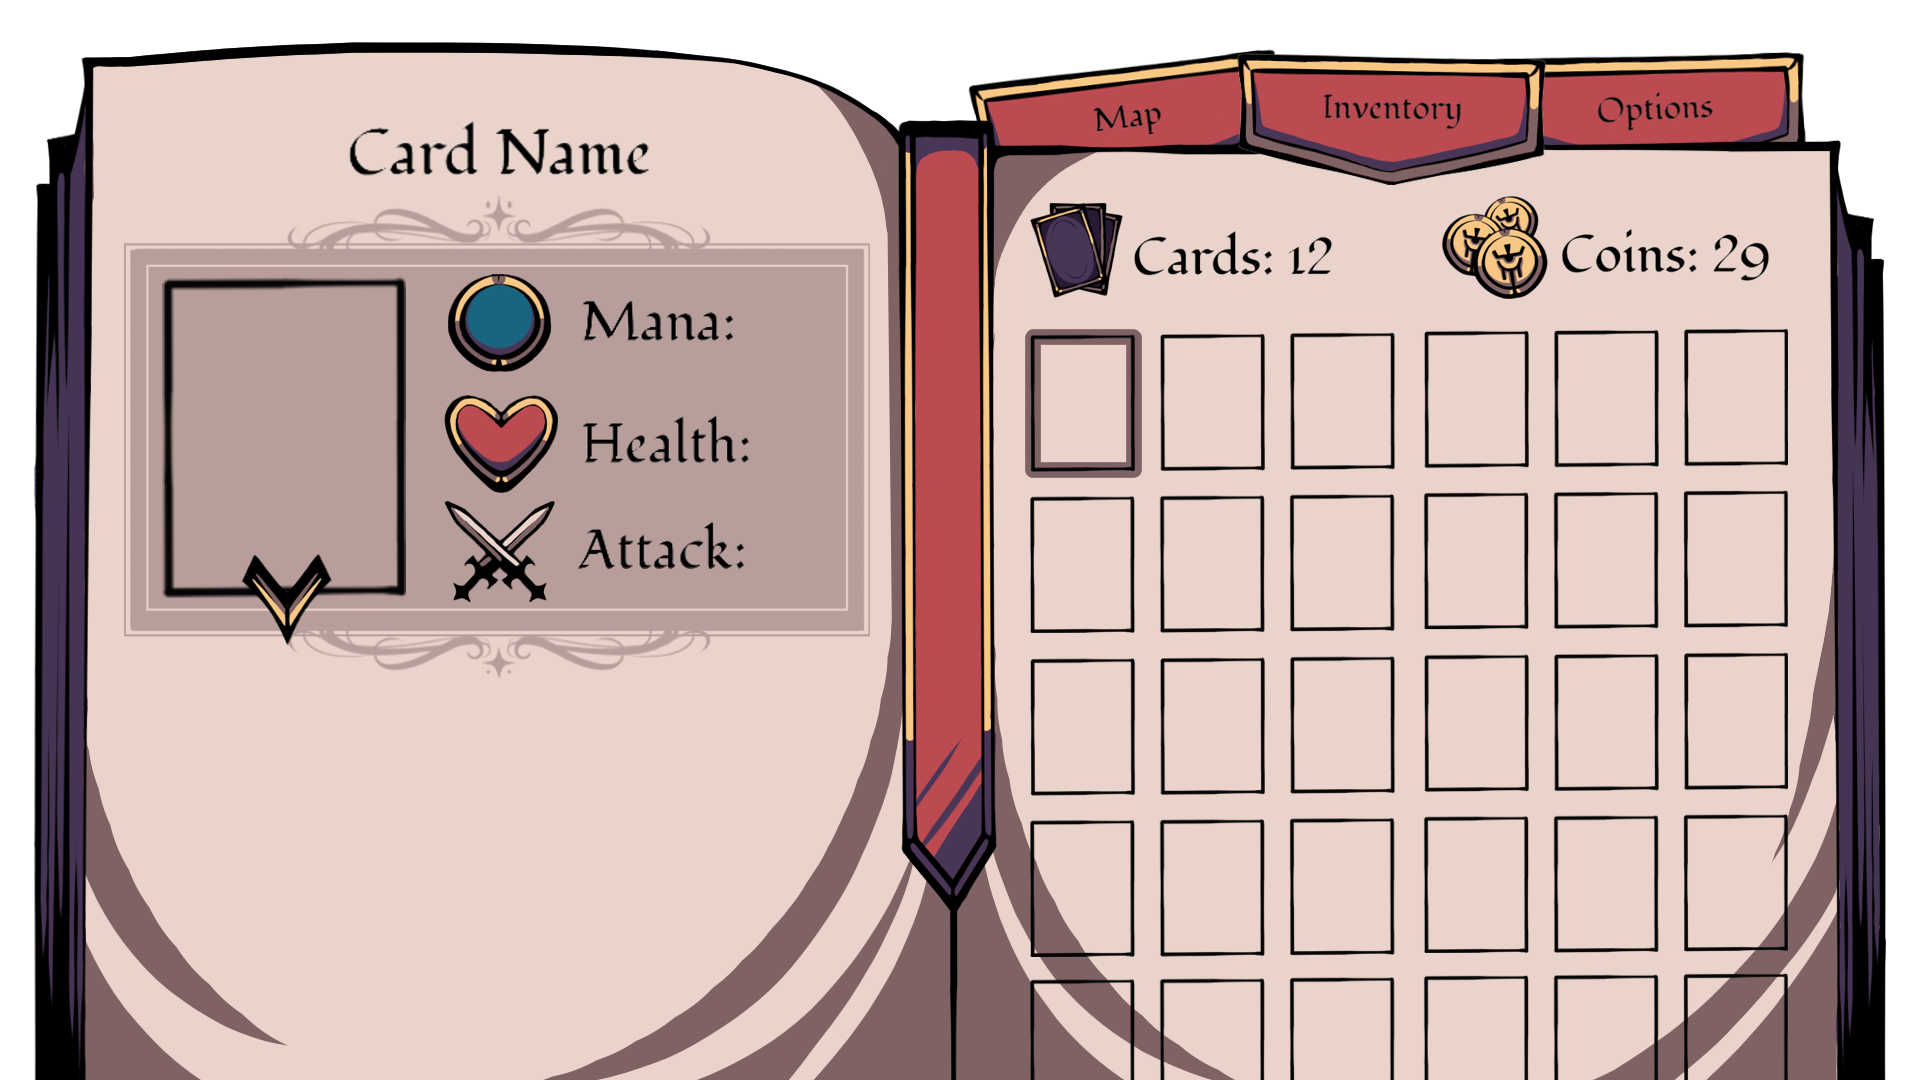 Card Name
Mana:
Health:
Attack:
Map
Inventory
Options
Cards: 12
Coins: 29